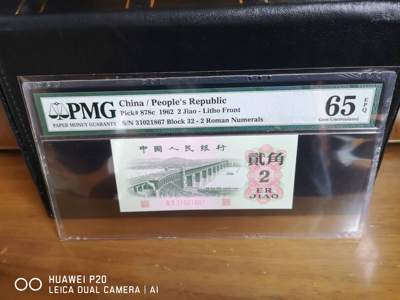 PMG
PAPER MONEY GUARANTY
China / People's Republic
Pick# 878c 1962 2 Jiao - Litho Front
S/N 31021867 Block 32 - 2 Roman Numerals
65 EPQ
Gem Uncirculated
中国人民银行
贰角
2
ER
JIAO
31021867
HUAWEI P20
LEICA DUAL CAMERA | AI